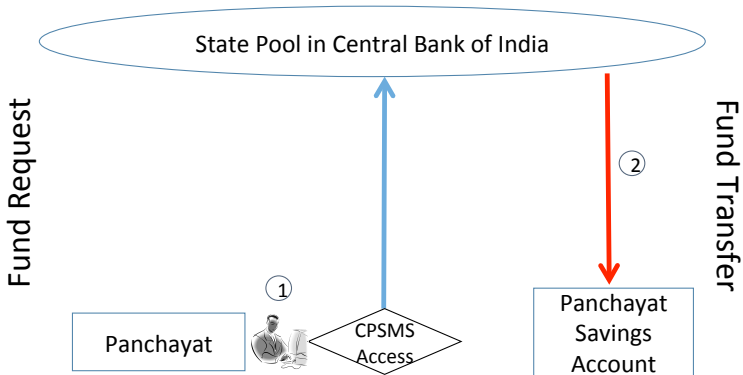 State Pool in Central Bank of India
Fund Request
Fund Transfer
2
1
Panchayat
CPSMS
Access
Panchayat
Savings
Account